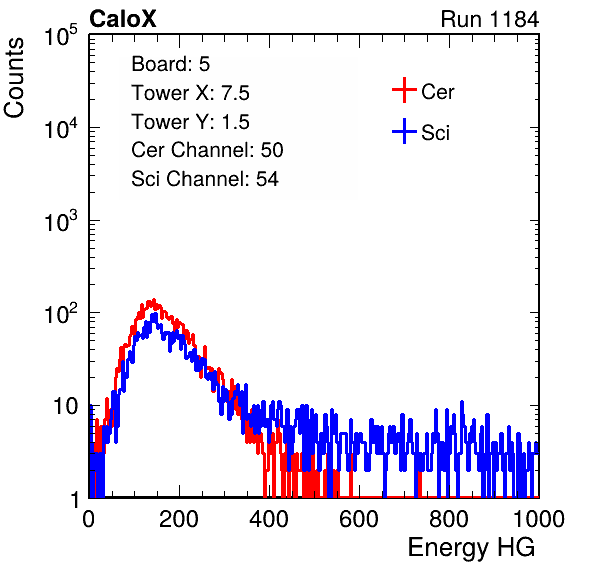 CaloX Run 1184
Counts
10^5
10^4
10^3
10^2
10
1
Board: 5
Tower X: 7.5
Tower Y: 1.5
Cer Channel: 50
Sci Channel: 54
Cer
Sci
0 200 400 600 800 1000
Energy HG